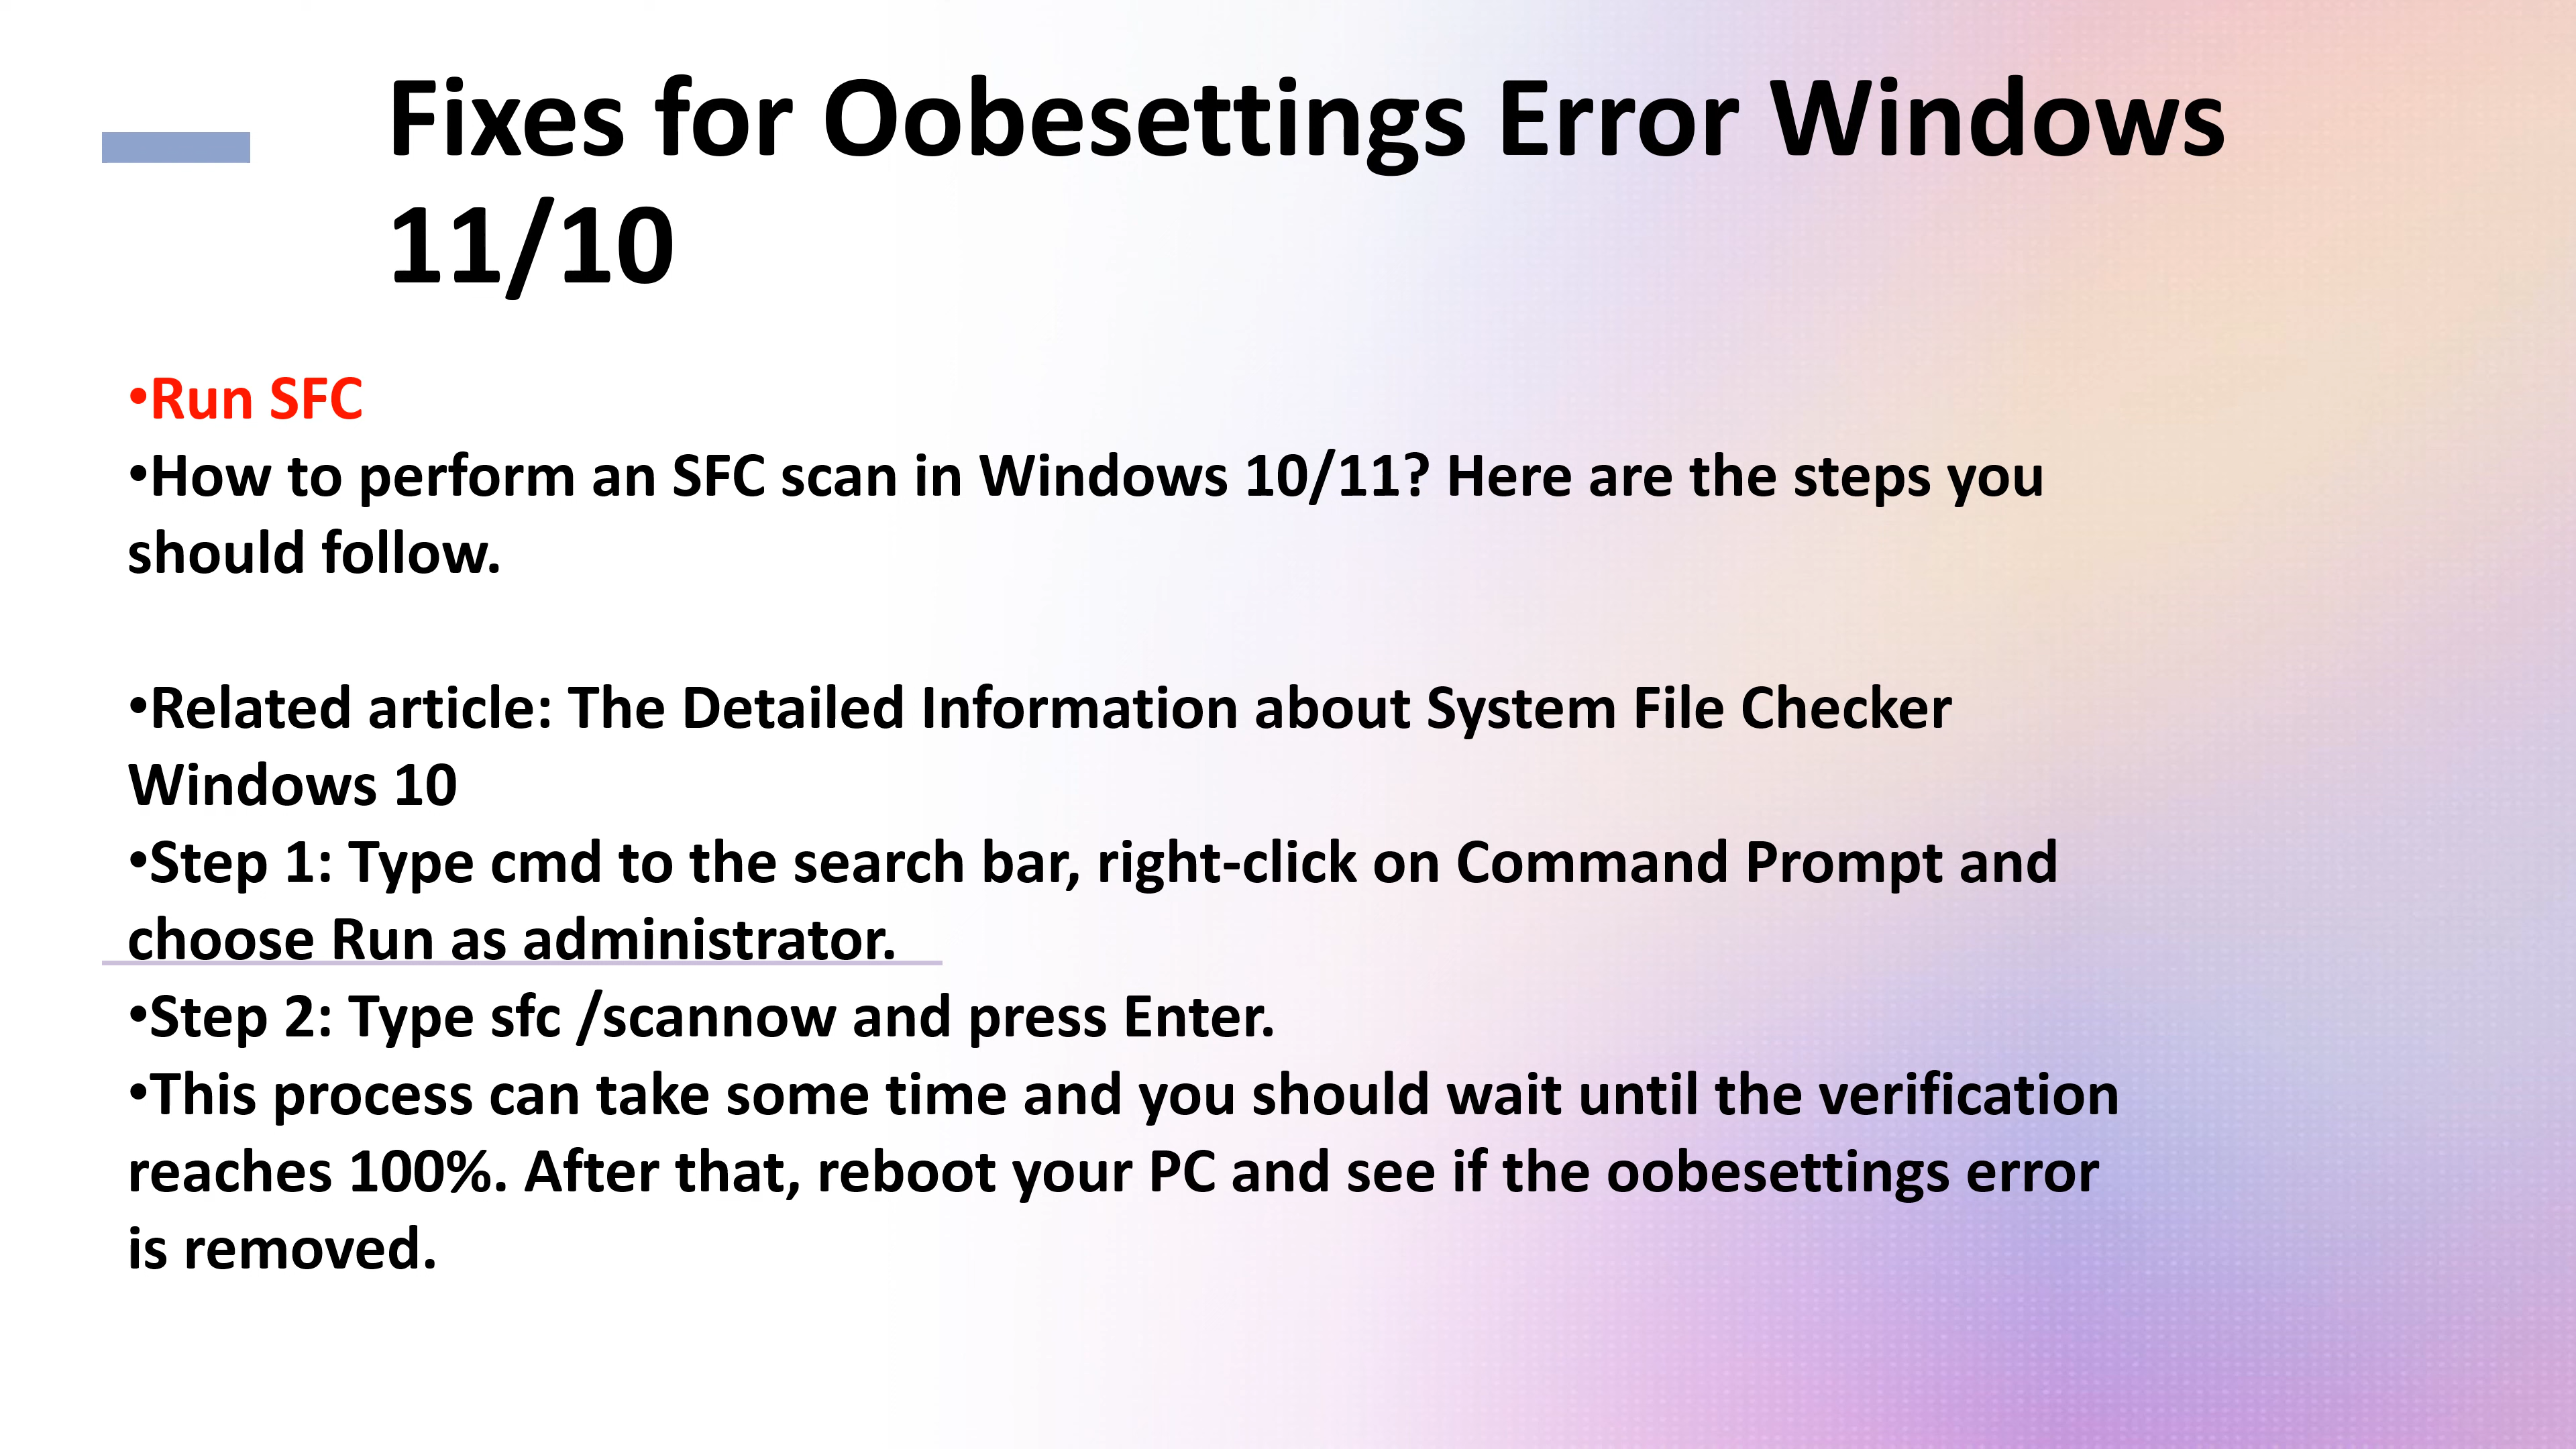 Fixes for Oobesettings Error Windows
11/10
•Run SFC
•How to perform an SFC scan in Windows 10/11? Here are the steps you
should follow.
•Related article: The Detailed Information about System File Checker
Windows 10
•Step 1: Type cmd to the search bar, right-click on Command Prompt and
choose Run as administrator.
•Step 2: Type sfc /scannow and press Enter.
•This process can take some time and you should wait until the verification
reaches 100%. After that, reboot your PC and see if the oobesettings error
is removed.